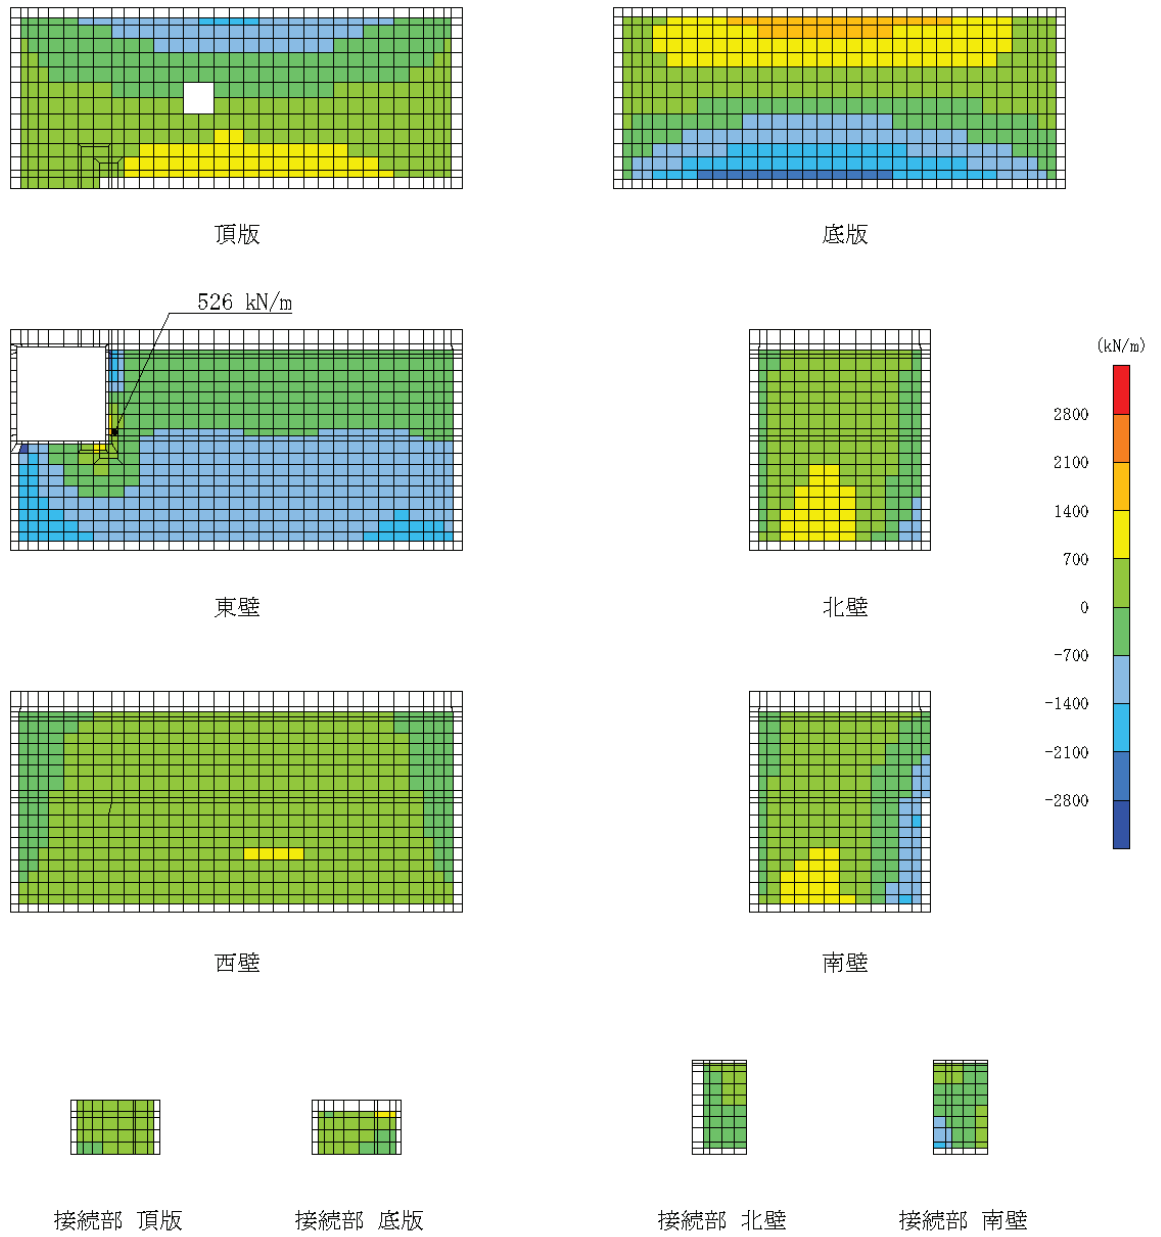 頂版
底版
526 kN/m
東壁
北壁
(kN/m)
2800
2100
1400
700
0
-700
-1400
-2100
-2800
西壁
南壁
接続部 頂版
接続部 底版
接続部 北壁
接続部 南壁